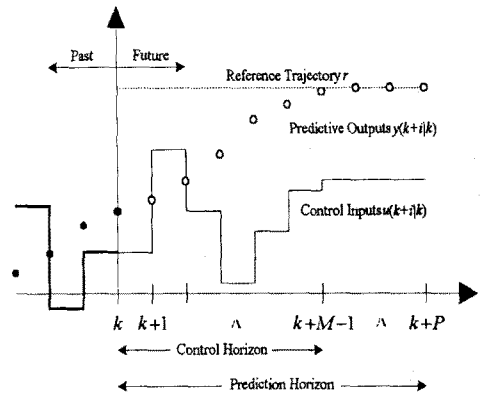 Past Future
Reference Trajectory r
Predictive Outputs y(k+i|k)
Control Inputs u(k+i|k)
k k+1 ʌ k+M−1 ʌ k+P
Control Horizon
Prediction Horizon